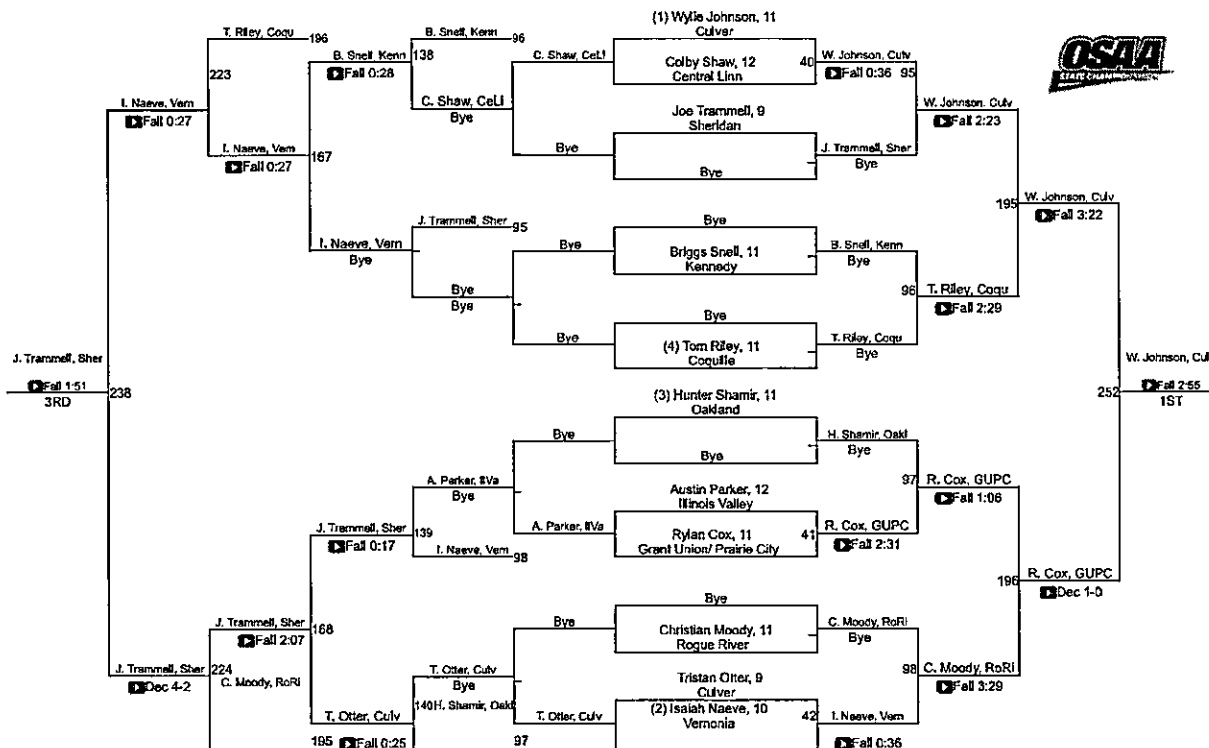 (1) Wylie Johnson, 11
Culver
OSAA
STATE CHAMPIONSHIPS
T. Riley, Coqu 196
B. Snell, Kenn 96
B. Snell, Kenn 138
Fall 0:28
C. Shaw, CeLI
Colby Shaw, 12 40
Central Linn
W. Johnson, Culv
Fall 0:36 95
223
I. Naeve, Vern
Fall 0:27
C. Shaw, CeLI
Bye
Joe Trammell, 9
Sheridan
W. Johnson, Culv
Fall 2:23
I. Naeve, Vern 167
Fall 0:27
Bye
Bye
J. Trammell, Sher
Bye
195 W. Johnson, Culv
Fall 3:22
J. Trammell, Sher 95
Bye
I. Naeve, Vern
Bye
Bye
Briggs Snell, 11
Kennedy
B. Snell, Kenn
Bye
Bye
Bye
96 T. Riley, Coqu
Fall 2:29
Bye
Bye
(4) Tom Riley, 11
Coquille
T. Riley, Coqu
Bye
J. Trammell, Sher
Fall 1:51 238
3RD
W. Johnson, Cul
252 Fall 2:55
1ST
(3) Hunter Shamir, 11
Oakland
Bye
Bye
H. Shamir, Oakl
Bye
A. Parker, IlVa
Bye
97 R. Cox, GUPC
Fall 1:06
Austin Parker, 12
Illinois Valley
J. Trammell, Sher 139
Fall 0:17
A. Parker, IlVa
Rylan Cox, 11 41
Grant Union/ Prairie City
R. Cox, GUPC
Fall 2:31
I. Naeve, Vern 98
196 R. Cox, GUPC
Dec 1-0
Bye
J. Trammell, Sher 168
Fall 2:07
Bye
Christian Moody, 11
Rogue River
C. Moody, RoRi
Bye
J. Trammell, Sher 224
Dec 4-2
C. Moody, RoRi
T. Otter, Culv
Bye
98 C. Moody, RoRi
Fall 3:29
Tristan Otter, 9
Culver
140 H. Shamir, Oakl
T. Otter, Culv
195 Fall 0:25
T. Otter, Culv
97
(2) Isaiah Naeve, 10 42
Vernonia
I. Naeve, Vern
Fall 0:36